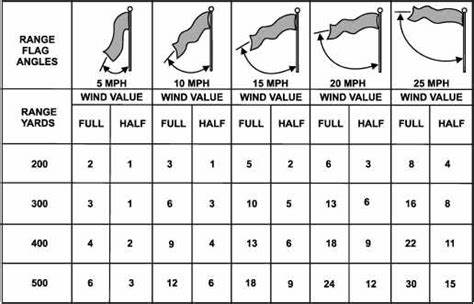 RANGE FLAG ANGLES
5 MPH 10 MPH 15 MPH 20 MPH 25 MPH
RANGE YARDS
WIND VALUE WIND VALUE WIND VALUE WIND VALUE WIND VALUE
FULL HALF FULL HALF FULL HALF FULL HALF FULL HALF
200 2 1 3 1 5 2 6 3 8 4
300 3 1 6 3 10 5 13 6 16 8
400 4 2 9 4 13 6 18 9 22 11
500 6 3 12 6 18 9 24 12 30 15